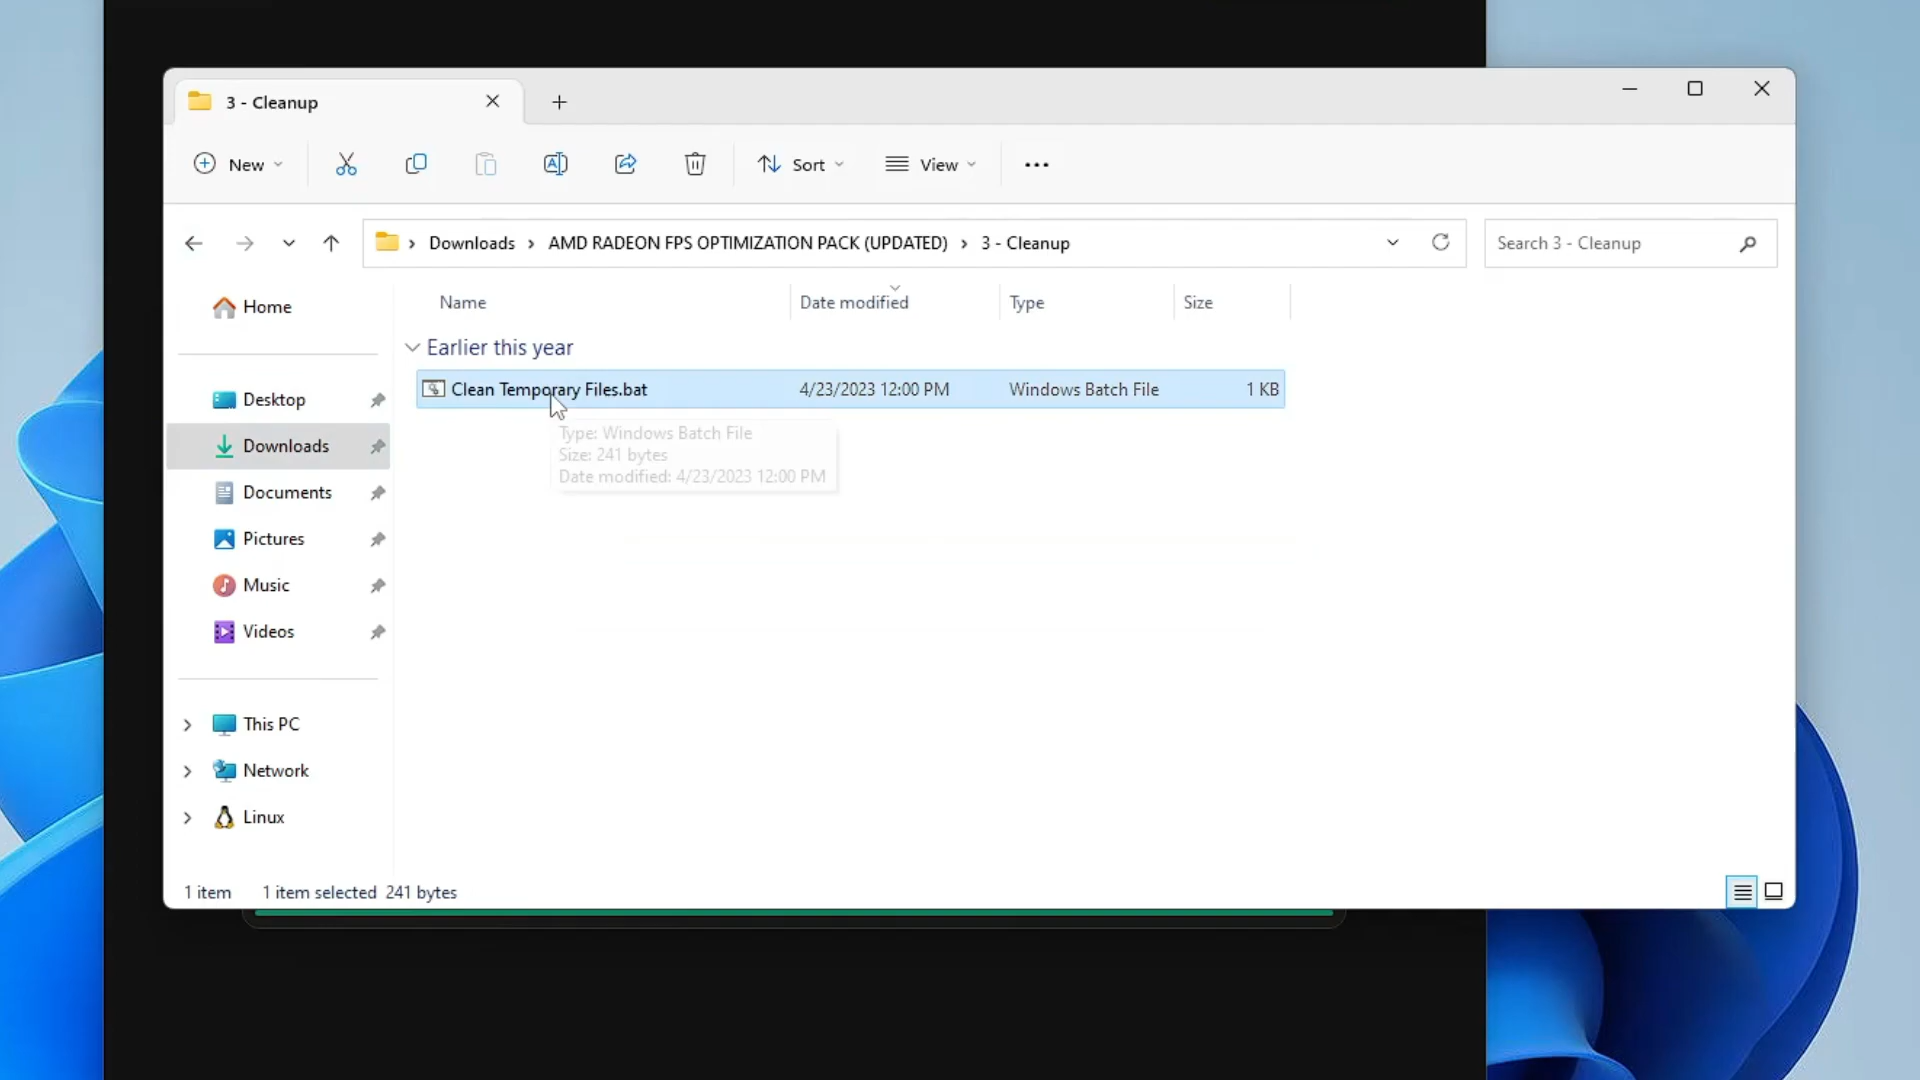 3 - Cleanup
New
Sort
View
Downloads
AMD RADEON FPS OPTIMIZATION PACK (UPDATED)
3 - Cleanup
Search 3 - Cleanup
Home
Desktop
Downloads
Documents
Pictures
Music
Videos
This PC
Network
Linux
Name
Date modified
Type
Size
Earlier this year
Clean Temporary Files.bat
4/23/2023 12:00 PM
Windows Batch File
1 KB
Type: Windows Batch File
Size: 241 bytes
Date modified: 4/23/2023 12:00 PM
1 item
1 item selected 241 bytes